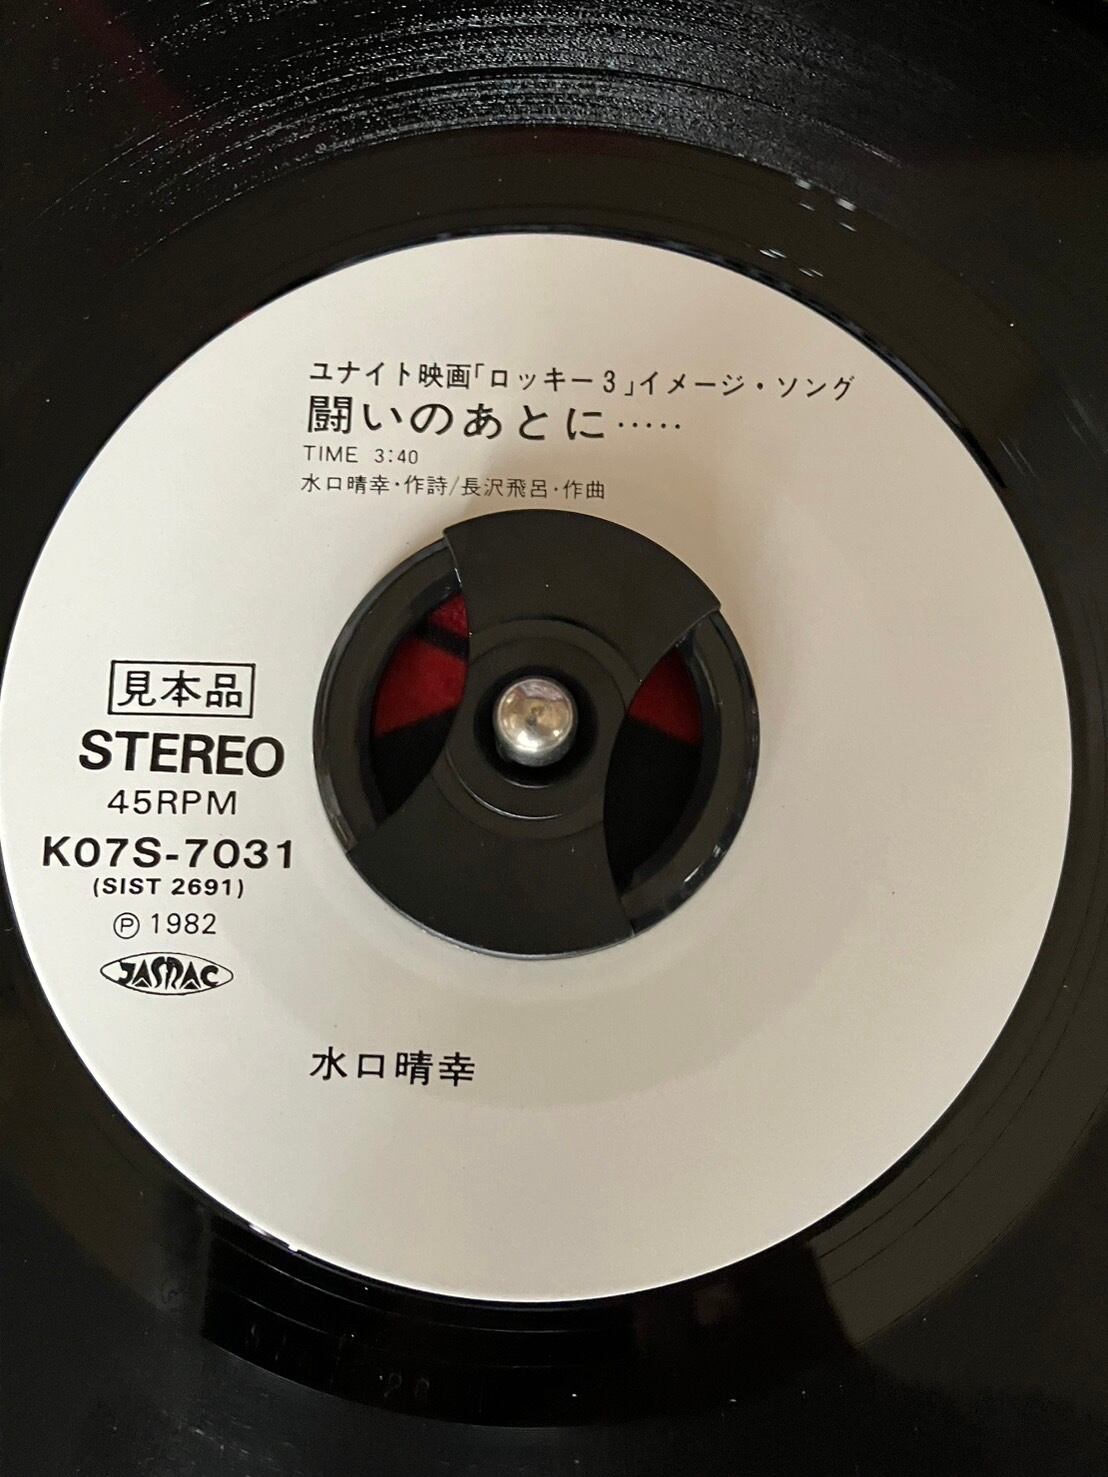 ユナイト映画「ロッキー3」イメージ・ソング
闘いのあとに‥‥‥
TIME 3:40
水口晴幸・作詩/長沢飛呂・作曲
見本品
STEREO
45RPM
K07S-7031
(SIST 2691)
Ⓟ 1982
JASRAC
水口晴幸